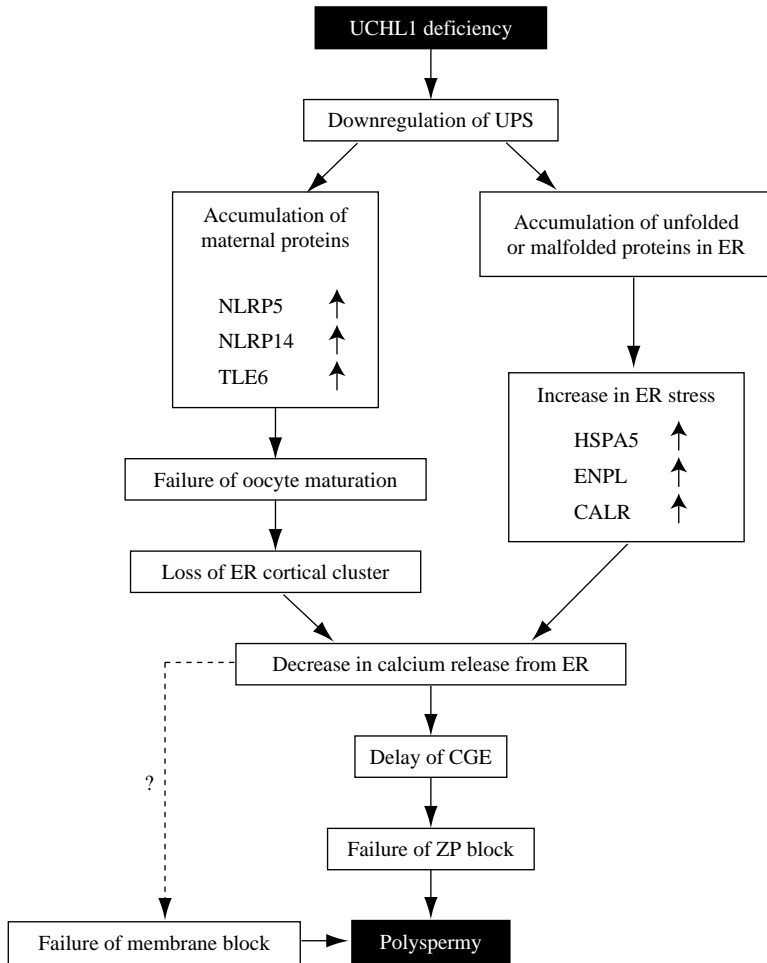 UCHL1 deficiency
Downregulation of UPS
Accumulation of
maternal proteins
NLRP5
NLRP14
TLE6
Accumulation of unfolded
or malfolded proteins in ER
Increase in ER stress
HSPA5
ENPL
CALR
Failure of oocyte maturation
Loss of ER cortical cluster
Decrease in calcium release from ER
Delay of CGE
?
Failure of ZP block
Failure of membrane block
Polyspermy